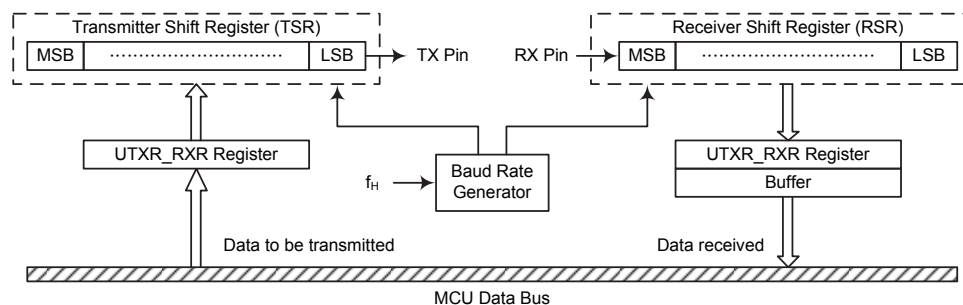 Transmitter Shift Register (TSR)
Receiver Shift Register (RSR)
MSB ........................... LSB
TX Pin
RX Pin
MSB ........................... LSB
UTXR_RXR Register
fH
Baud Rate
Generator
UTXR_RXR Register
Buffer
Data to be transmitted
Data received
MCU Data Bus